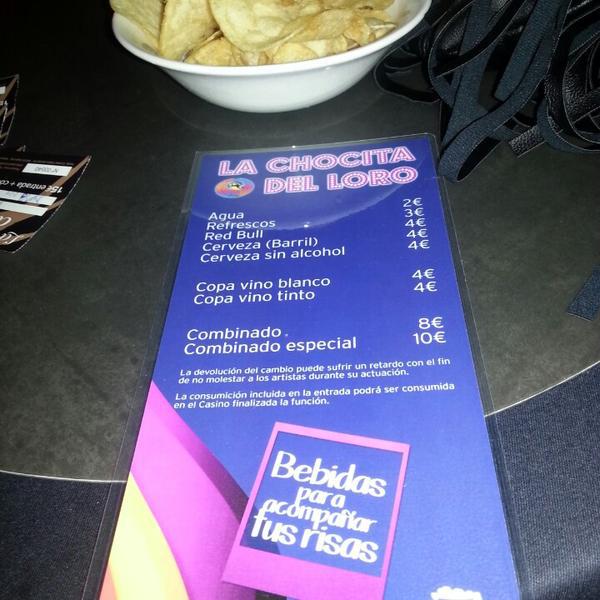 LA CHOCITA
DEL LORO
Agua 2€
Refrescos 3€
Red Bull 4€
Cerveza (Barril) 4€
Cerveza sin alcohol 4€
Copa vino blanco 4€
Copa vino tinto 4€
Combinado 8€
Combinado especial 10€
La devolución del cambio puede sufrir un retardo con el fin
de no molestar a los artistas durante su actuación.
La consumición incluida en la entrada podrá ser consumida
en el Casino finalizada la función.
Bebidas
para
acompañar
tus risas
15€ entrada + co